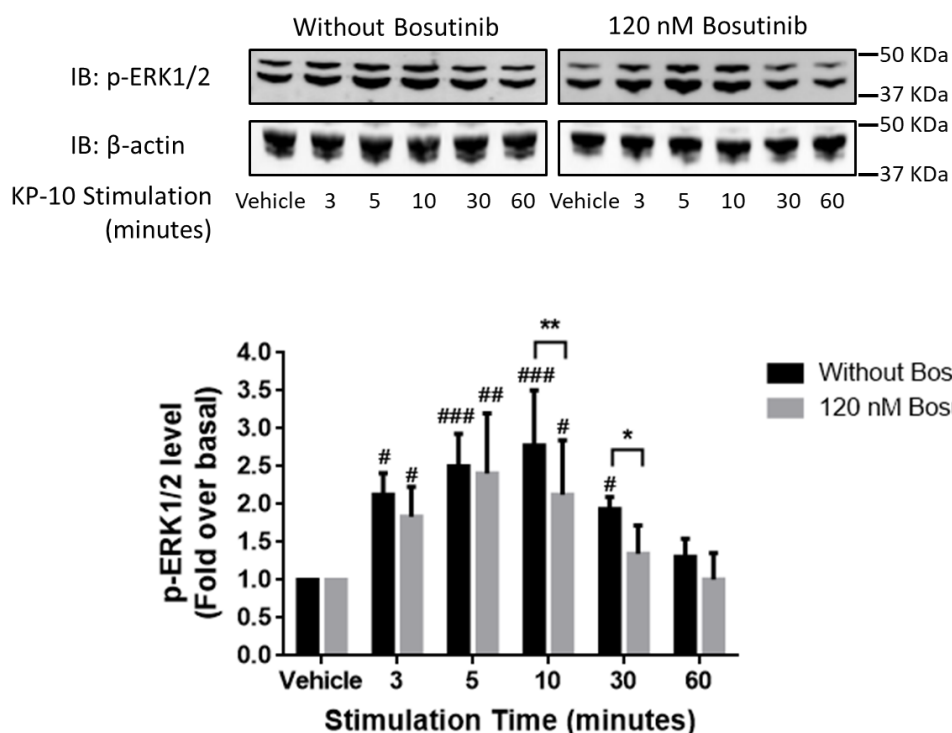 Without Bosutinib 120 nM Bosutinib
IB: p-ERK1/2
50 KDa
37 KDa
IB: β-actin
50 KDa
37 KDa
KP-10 Stimulation
(minutes)
Vehicle 3 5 10 30 60 Vehicle 3 5 10 30 60
p-ERK1/2 level
(Fold over basal)
4.0
3.5
3.0
2.5
2.0
1.5
1.0
0.5
0.0
# # ### ## ### # ** # *
Without Bos
120 nM Bos
Vehicle 3 5 10 30 60
Stimulation Time (minutes)